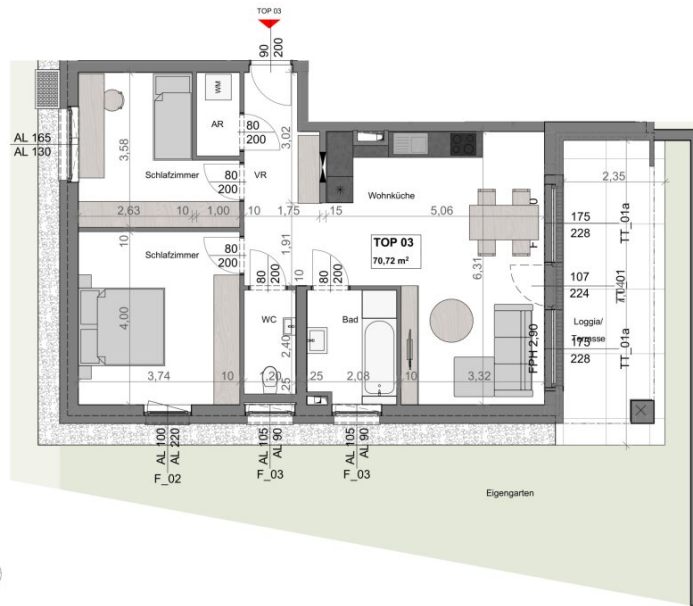 TOP 03
90
200
WM
AR
80
200
3,02
AL 165
AL 130
3,58
Schlafzimmer
80
200
VR
Wohnküche
2,35
2,63
10
1,00
10
1,75
15
5,06
175
228
TT_01a
10
Schlafzimmer
80
200
1,91
80
200
10
80
200
TOP 03
70,72 m²
6,31
107
224
4,00
WC
Bad
2,40
Loggia/
Terrasse
175
228
TT_01a
FPH 2,90
3,74
10
1,20
25
25
2,08
10
3,32
AL 100
AL 220
F_02
AL 105
AL 90
F_03
AL 105
AL 90
F_03
Eigengarten